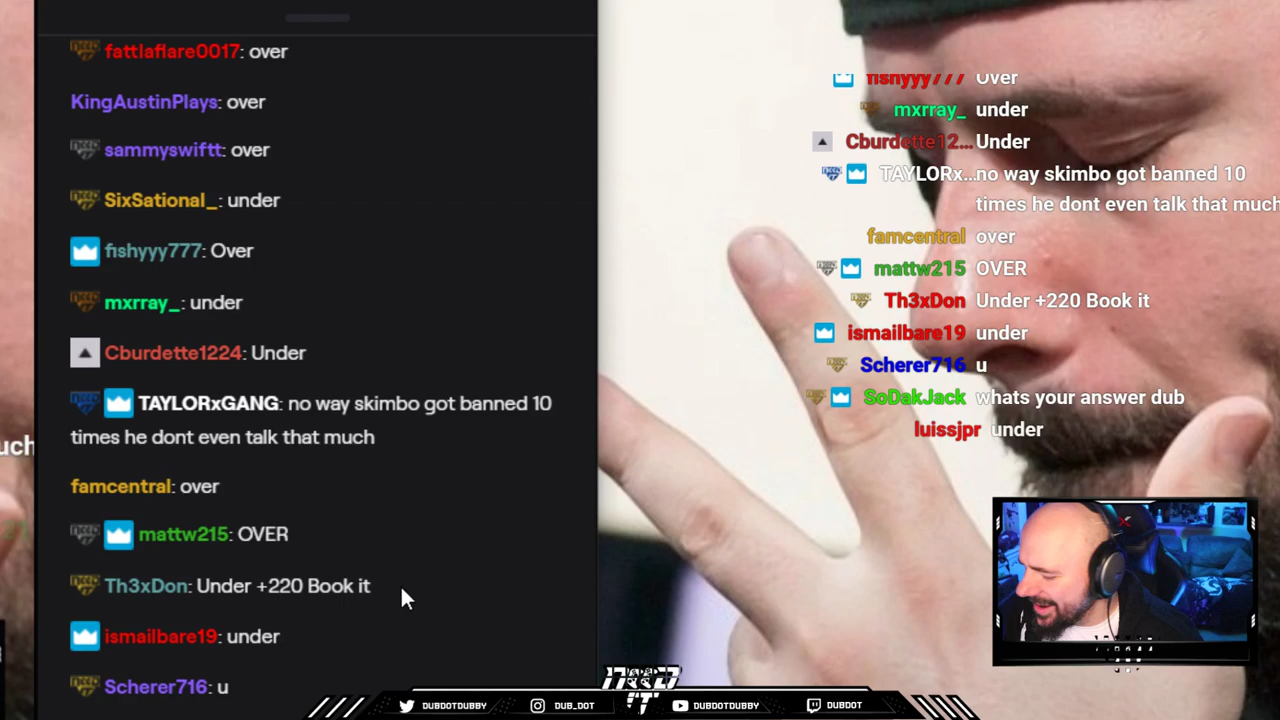 fattlaflare0017: over
KingAustinPlays: over
sammyswiftt: over
SixSational_: under
fishyyy777: Over
mxrray_: under
Cburdette1224: Under
TAYLORxGANG: no way skimbo got banned 10
times he dont even talk that much
famcentral: over
mattw215: OVER
Th3xDon: Under +220 Book it
ismailbare19: under
Scherer716: u
fishyyy777 Over
mxrray_ under
Cburdette12... Under
TAYLORx... no way skimbo got banned 10
times he dont even talk that much
famcentral over
mattw215 OVER
Th3xDon Under +220 Book it
ismailbare19 under
Scherer716 u
SoDakJack whats your answer dub
luissjpr under
DUBDOTDUBBY
DUB_DOT
DUBDOTDUBBY
DUBDOT